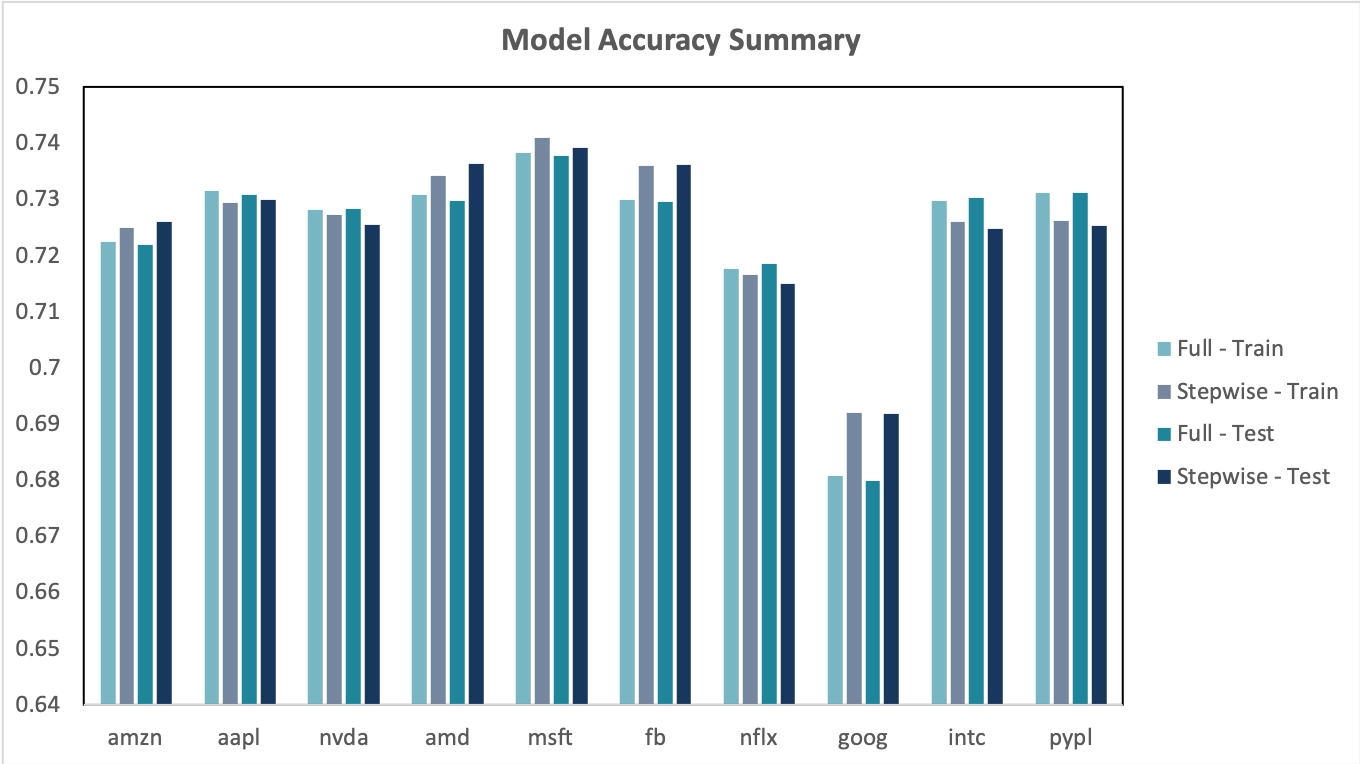 Model Accuracy Summary
0.75
0.74
0.73
0.72
0.71
0.7
0.69
0.68
0.67
0.66
0.65
0.64
amzn aapl nvda amd msft fb nflx goog intc pypl
Full - Train
Stepwise - Train
Full - Test
Stepwise - Test